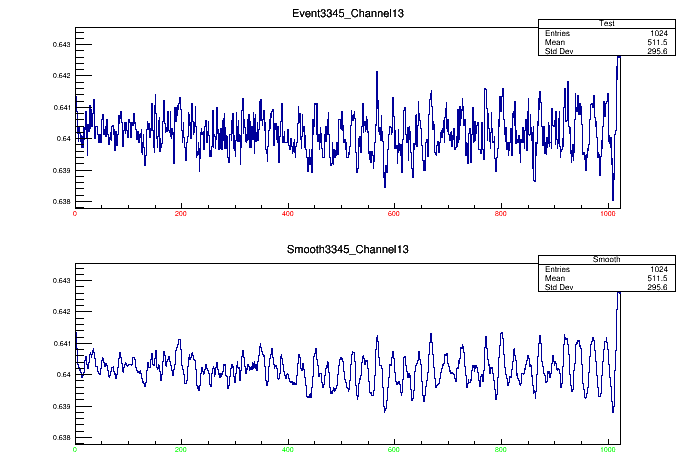 Event3345_Channel13
Test
Entries 1024
Mean 511.5
Std Dev 295.6
0.643
0.642
0.641
0.64
0.639
0.638
0 200 400 600 800 1000
Smooth3345_Channel13
Smooth
Entries 1024
Mean 511.5
Std Dev 295.6
0.643
0.642
0.641
0.64
0.639
0.638
0 200 400 600 800 1000